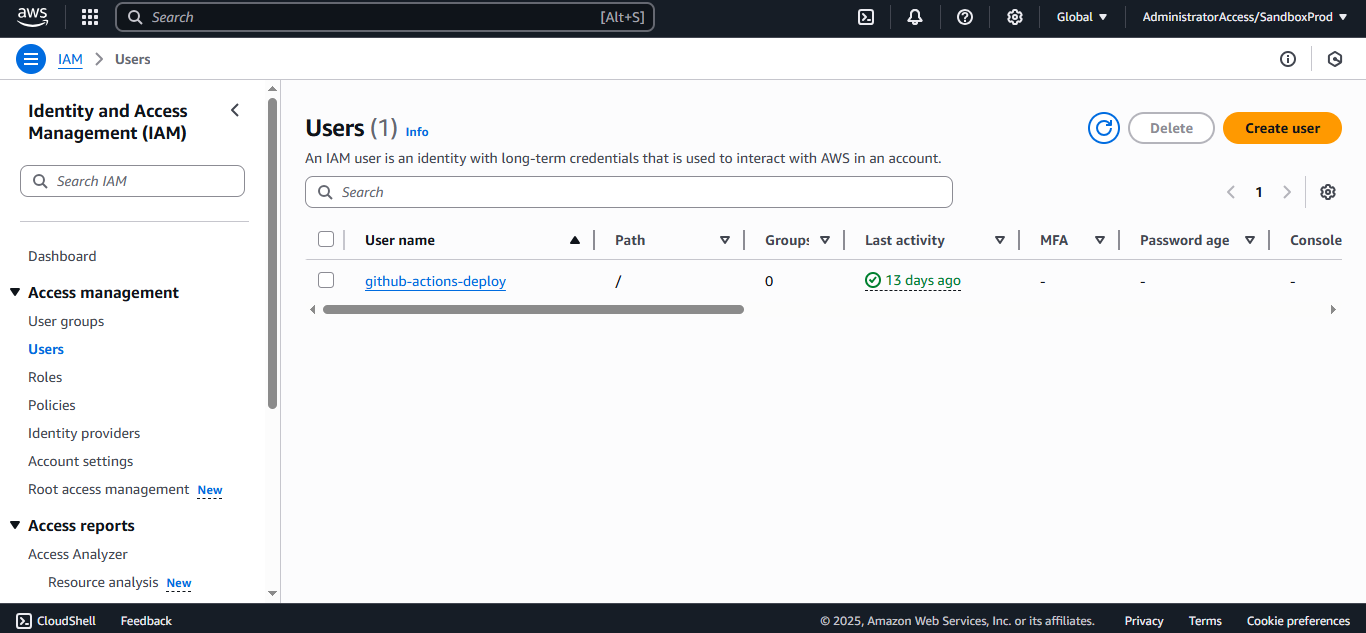 aws
Search [Alt+S]
Global
AdministratorAccess/SandboxProd
IAM
Users
Identity and Access
Management (IAM)
Search IAM
Dashboard
Access management
User groups
Users
Roles
Policies
Identity providers
Account settings
Root access management New
Access reports
Access Analyzer
Resource analysis New
Users (1) Info
Delete
Create user
An IAM user is an identity with long-term credentials that is used to interact with AWS in an account.
Search
1
User name Path Groups Last activity MFA Password age Console
github-actions-deploy / 0 13 days ago - - -
CloudShell Feedback © 2025, Amazon Web Services, Inc. or its affiliates. Privacy Terms Cookie preferences